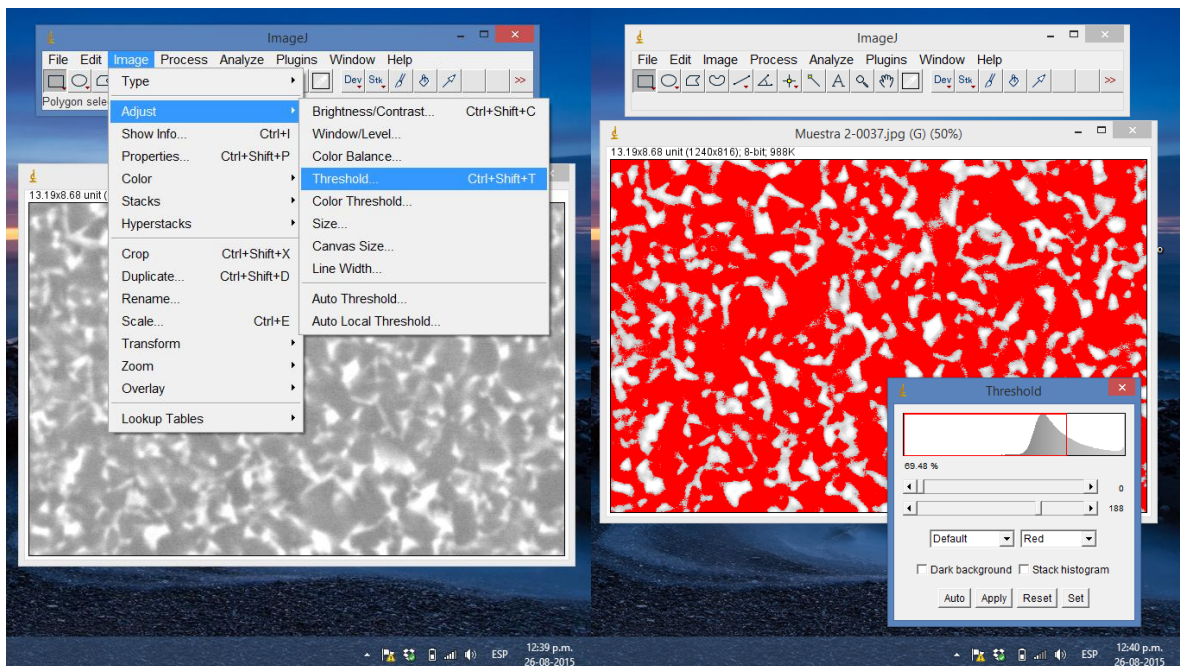 ImageJ
File Edit Image Process Analyze Plugins Window Help
Dev Stk >>
Polygon sele
Type
Adjust
Show Info... Ctrl+I
Properties... Ctrl+Shift+P
Color
Stacks
Hyperstacks
Crop Ctrl+Shift+X
Duplicate... Ctrl+Shift+D
Rename...
Scale... Ctrl+E
Transform
Zoom
Overlay
Lookup Tables
Brightness/Contrast... Ctrl+Shift+C
Window/Level...
Color Balance...
Threshold... Ctrl+Shift+T
Color Threshold...
Size...
Canvas Size...
Line Width...
Auto Threshold...
Auto Local Threshold...
13.19x8.68 unit (
ESP 12:39 p.m.
26-08-2015
ImageJ
File Edit Image Process Analyze Plugins Window Help
A Dev Stk >>
Muestra 2-0037.jpg (G) (50%)
13.19x8.68 unit (1240x816); 8-bit; 988K
Threshold
69.48 %
0
188
Default Red
Dark background Stack histogram
Auto Apply Reset Set
ESP 12:40 p.m.
26-08-2015